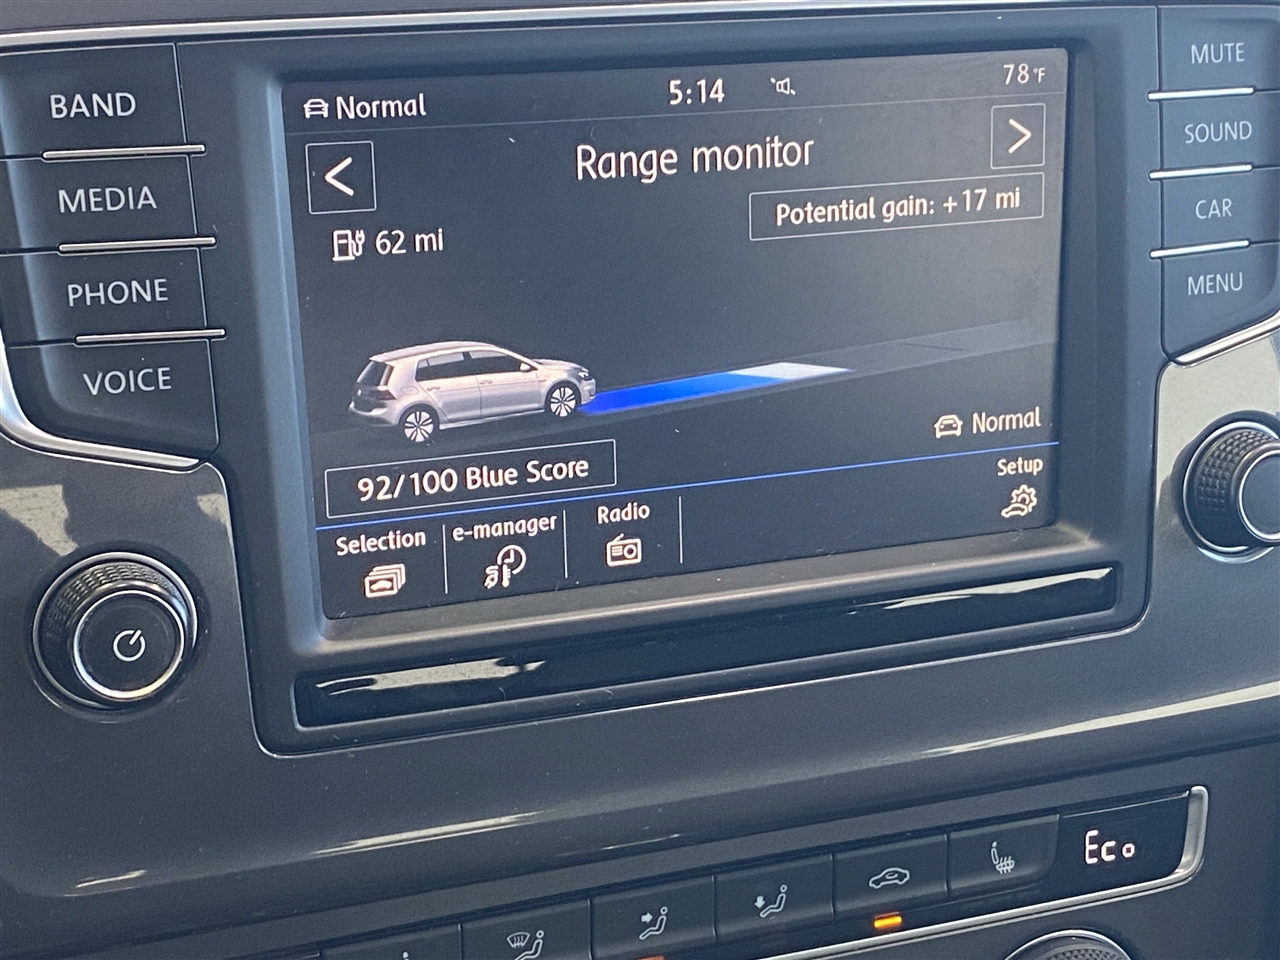 BAND
MEDIA
PHONE
VOICE
Normal
5:14
78°F
Range monitor
Potential gain: +17 mi
62 mi
Normal
92/100 Blue Score
Selection
e-manager
Radio
Setup
MUTE
SOUND
CAR
MENU
Eco